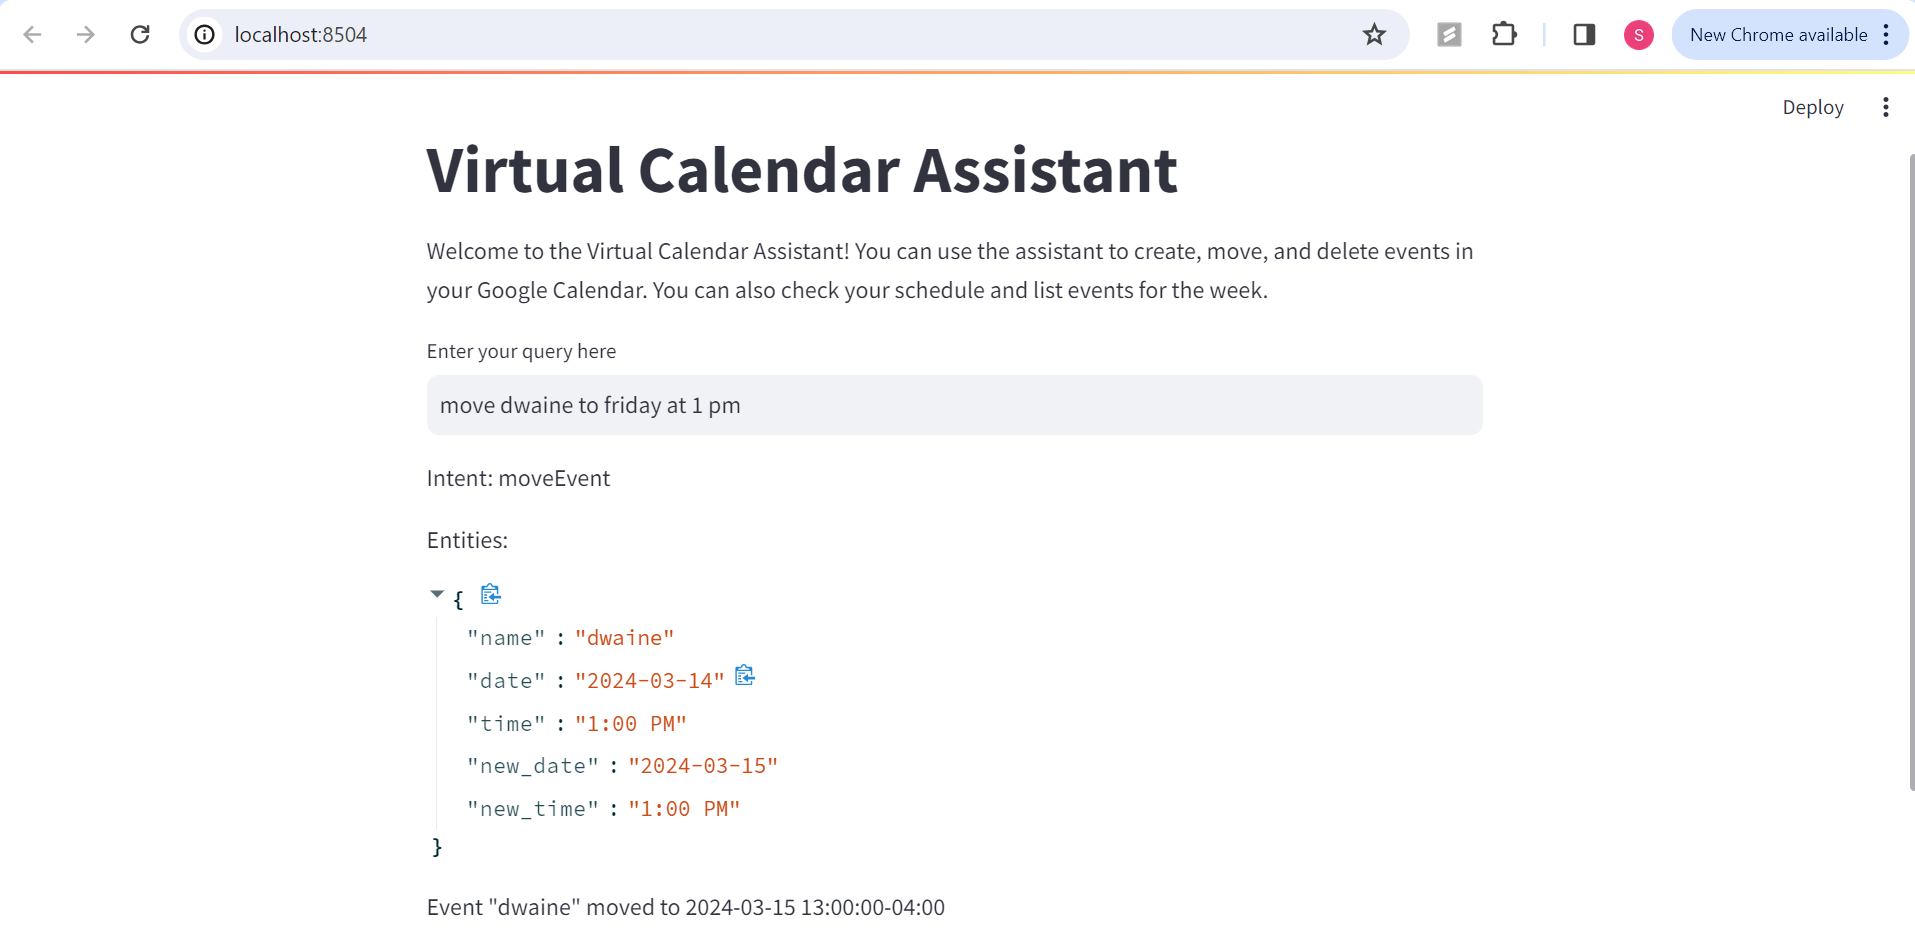 localhost:8504
S
New Chrome available
Deploy
Virtual Calendar Assistant
Welcome to the Virtual Calendar Assistant! You can use the assistant to create, move, and delete events in
your Google Calendar. You can also check your schedule and list events for the week.
Enter your query here
move dwaine to friday at 1 pm
Intent: moveEvent
Entities:
{
"name" : "dwaine"
"date" : "2024-03-14"
"time" : "1:00 PM"
"new_date" : "2024-03-15"
"new_time" : "1:00 PM"
}
Event "dwaine" moved to 2024-03-15 13:00:00-04:00